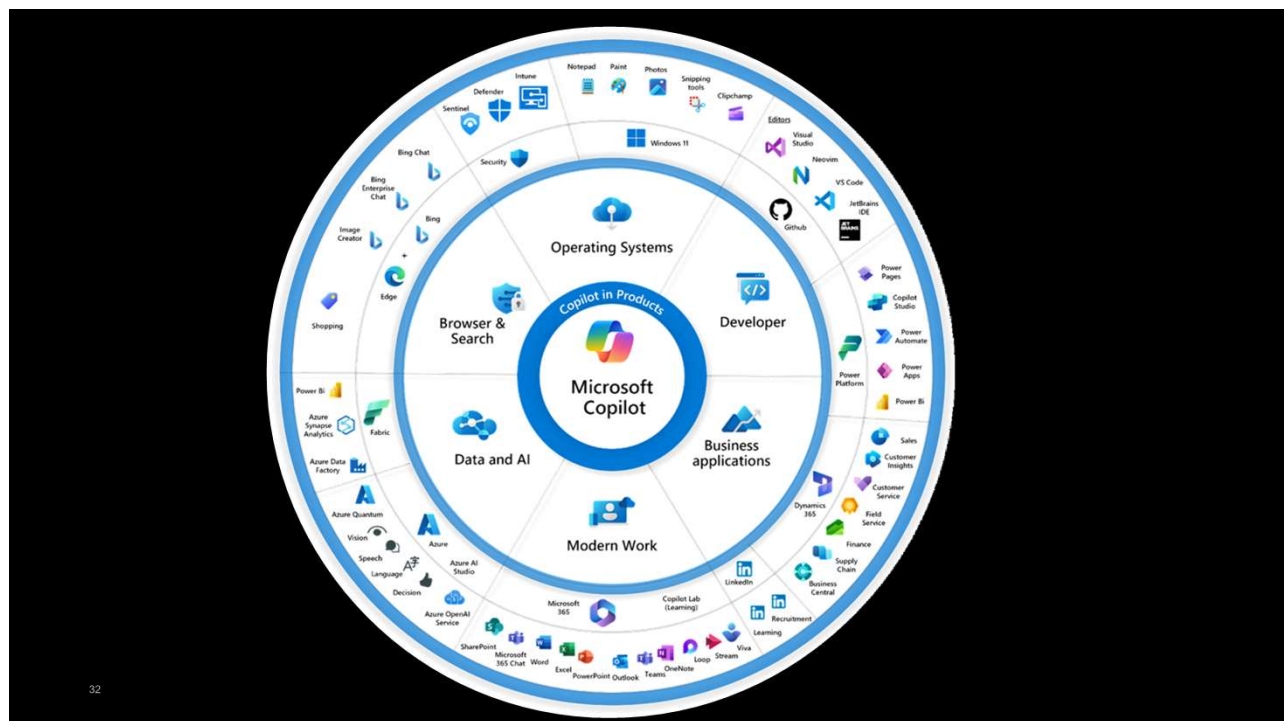 Notepad
Paint
Photos
Snipping
tools
Clipchamp
Windows 11
Intune
Defender
Sentinel
Security
Editors
Visual
Studio
Neovim
VS Code
JetBrains
IDE
JET
BRAINS
Github
Bing Chat
Bing
Enterprise
Chat
Image
Creator
Bing
+
Edge
Shopping
Operating Systems
Browser &
Search
Developer
Copilot in Products
Microsoft
Copilot
Data and AI
Business
applications
Modern Work
Power
Pages
Copilot
Studio
Power
Automate
Power
Apps
Power Bi
Power
Platform
Sales
Customer
Insights
Customer
Service
Field
Service
Finance
Supply
Chain
Business
Central
Dynamics
365
Power Bi
Azure
Synapse
Analytics
Azure Data
Factory
Fabric
Azure Quantum
Vision
Speech
Language
Decision
Azure OpenAI
Service
Azure
Azure AI
Studio
Microsoft
365
Copilot Lab
(Learning)
LinkedIn
Recruitment
Learning
SharePoint
Microsoft
365 Chat
Word
Excel
PowerPoint
Outlook
Teams
OneNote
Loop
Stream
Viva
32